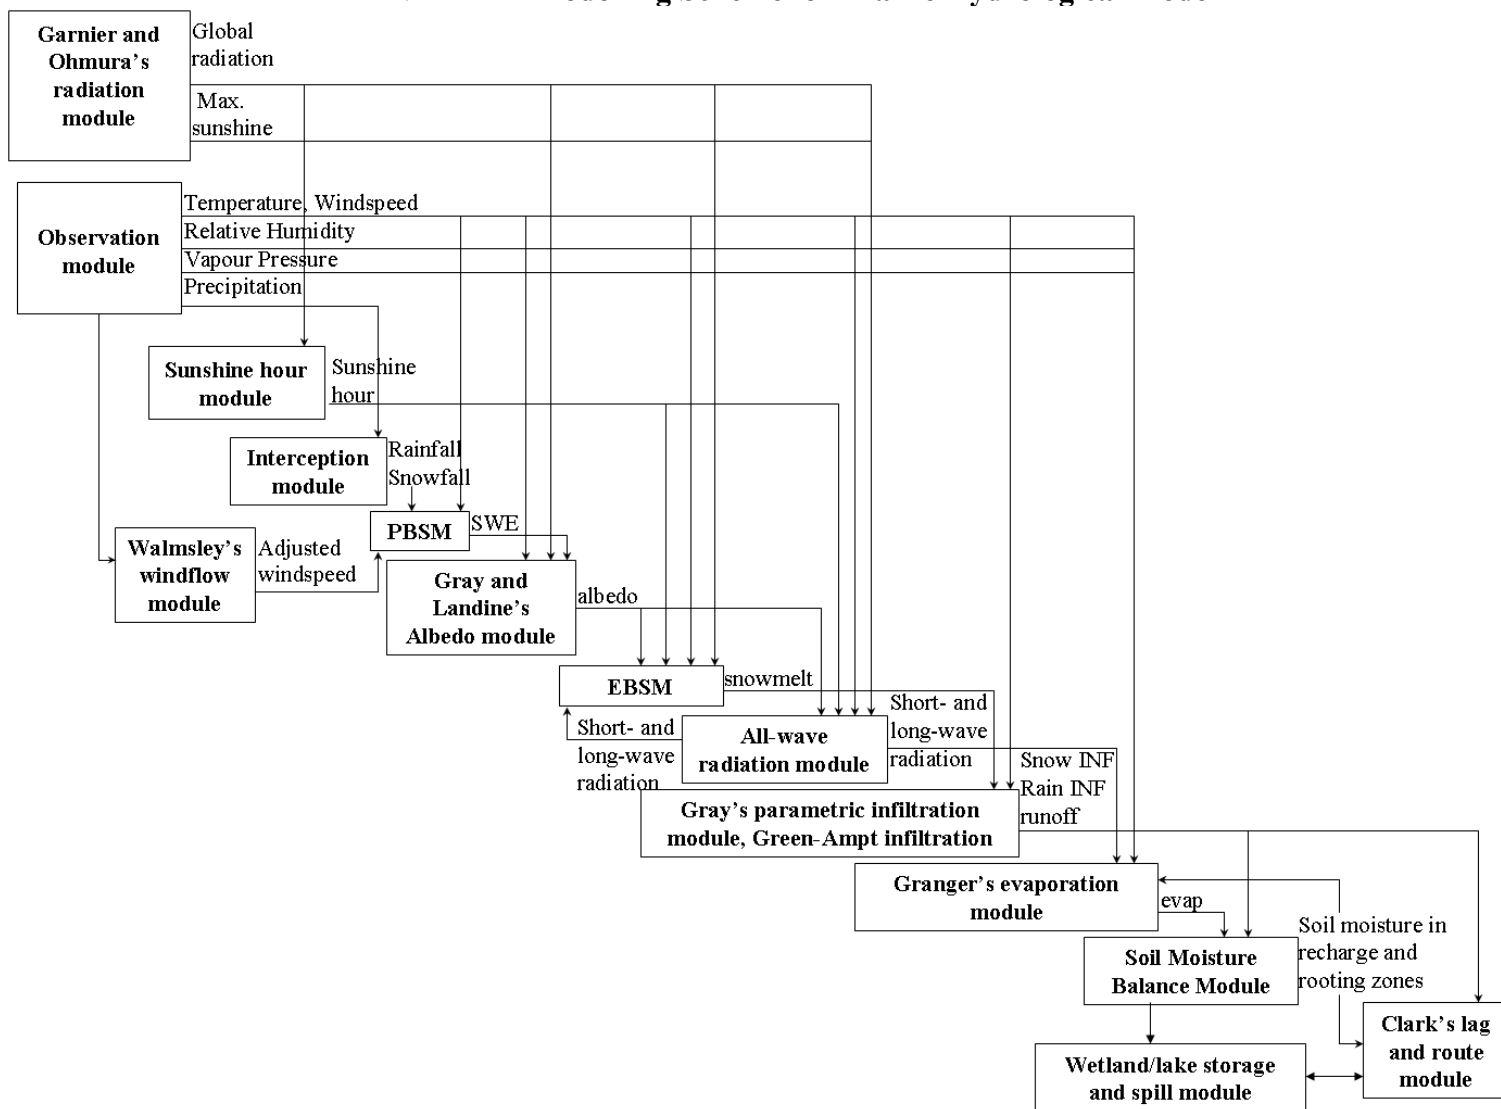 Garnier and
Ohmura's
radiation
module
Global
radiation
Max.
sunshine
Observation
module
Temperature, Windspeed
Relative Humidity
Vapour Pressure
Precipitation
Sunshine hour
module
Sunshine
hour
Interception
module
Rainfall
Snowfall
PBSM
SWE
Walmsley's
windflow
module
Adjusted
windspeed
Gray and
Landine's
Albedo module
albedo
EBSM
snowmelt
Short- and
long-wave
radiation
All-wave
radiation module
Short- and
long-wave
radiation
Gray's parametric infiltration
module, Green-Ampt infiltration
Snow INF
Rain INF
runoff
Granger's evaporation
module
evap
Soil Moisture
Balance Module
Soil moisture in
recharge and
rooting zones
Clark's lag
and route
module
Wetland/lake storage
and spill module